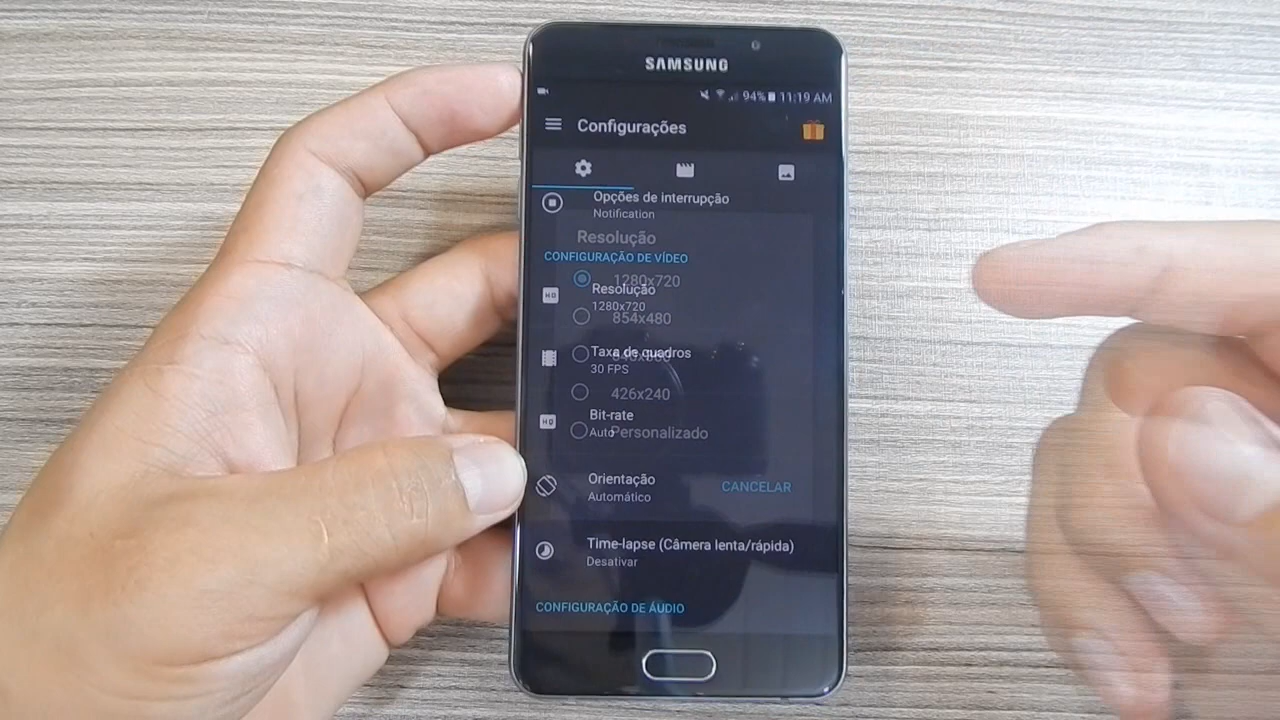 SAMSUNG
94% 11:19 AM
Configurações
Opções de interrupção
Notification
Resolução
CONFIGURAÇÃO DE VÍDEO
1280x720
Resolução
1280x720
854x480
Taxa de quadros
30 FPS
426x240
Bit-rate
Auto
Personalizado
Orientação
Automático
CANCELAR
Time-lapse (Câmera lenta/rápida)
Desativar
CONFIGURAÇÃO DE ÁUDIO